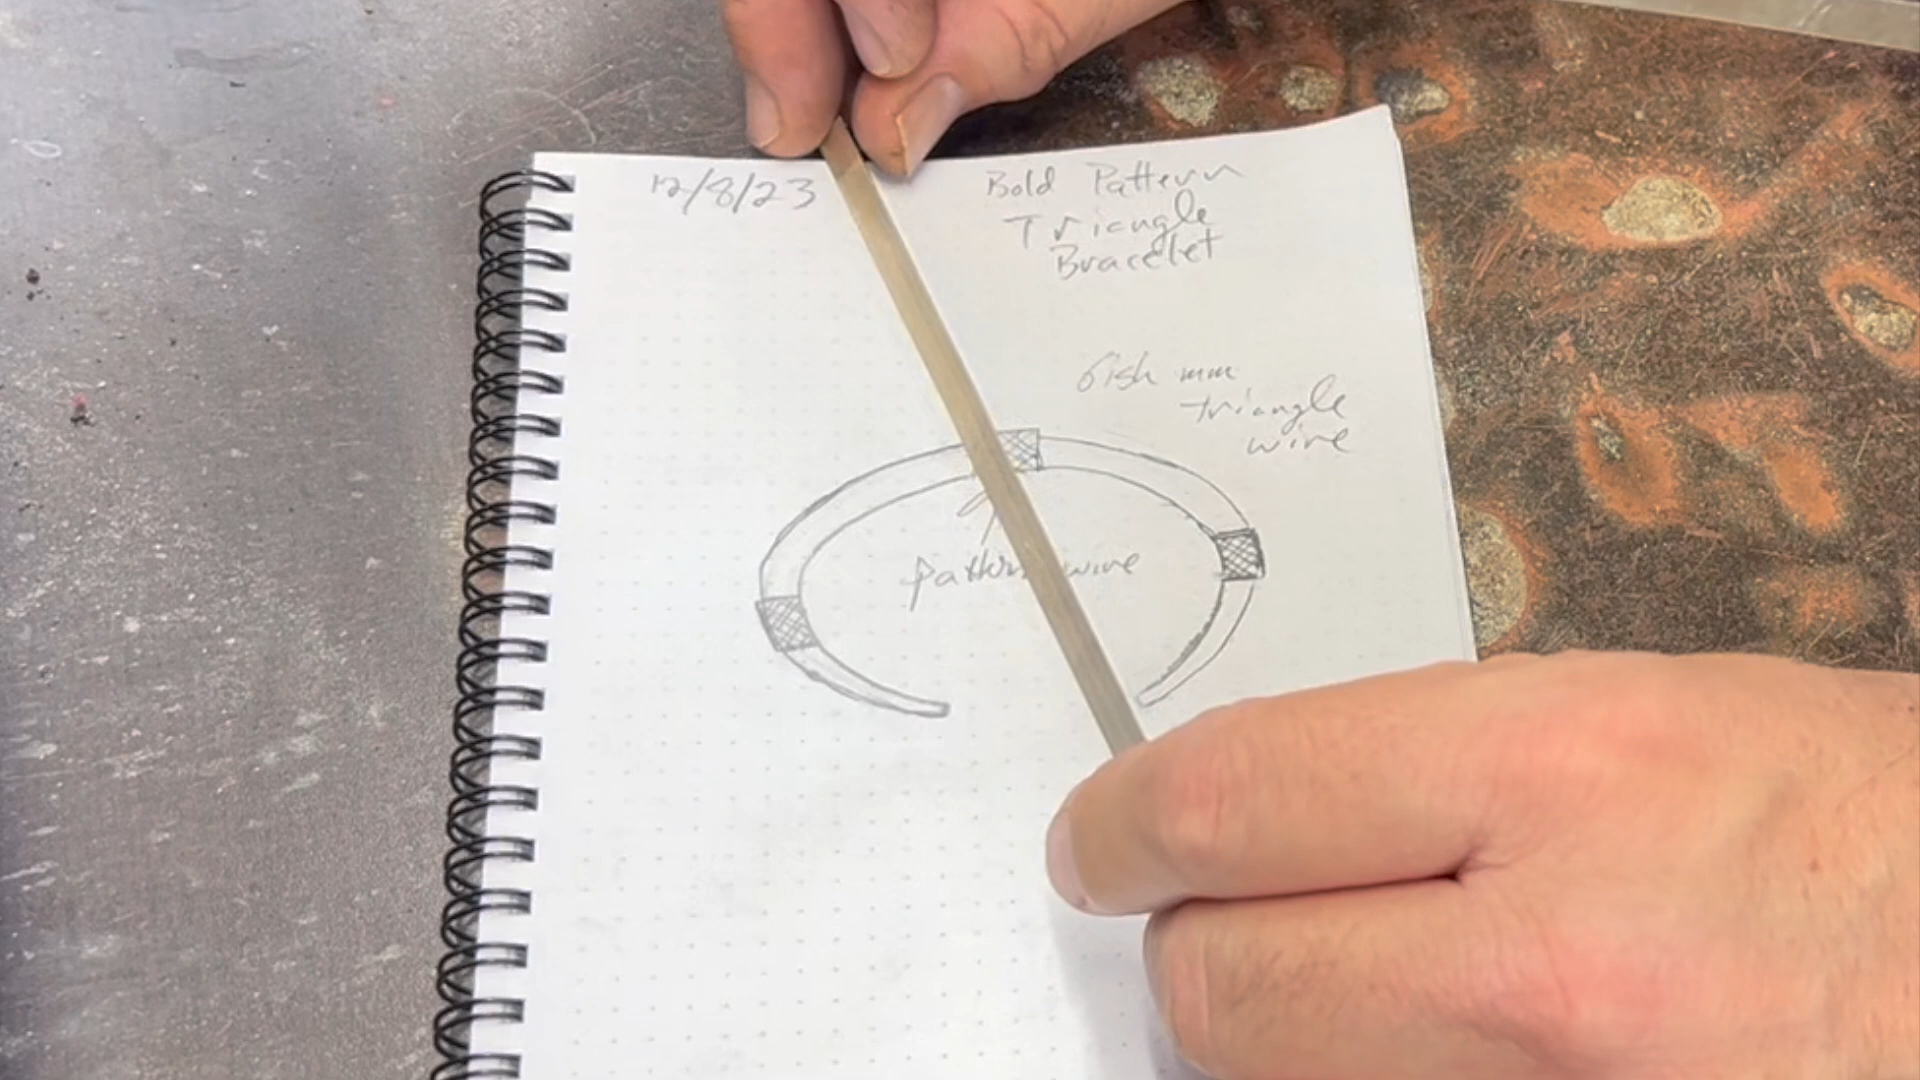 12/8/23
Bold Pattern
Triangle
Bracelet
6ish mm
triangle
wire
pattern wire